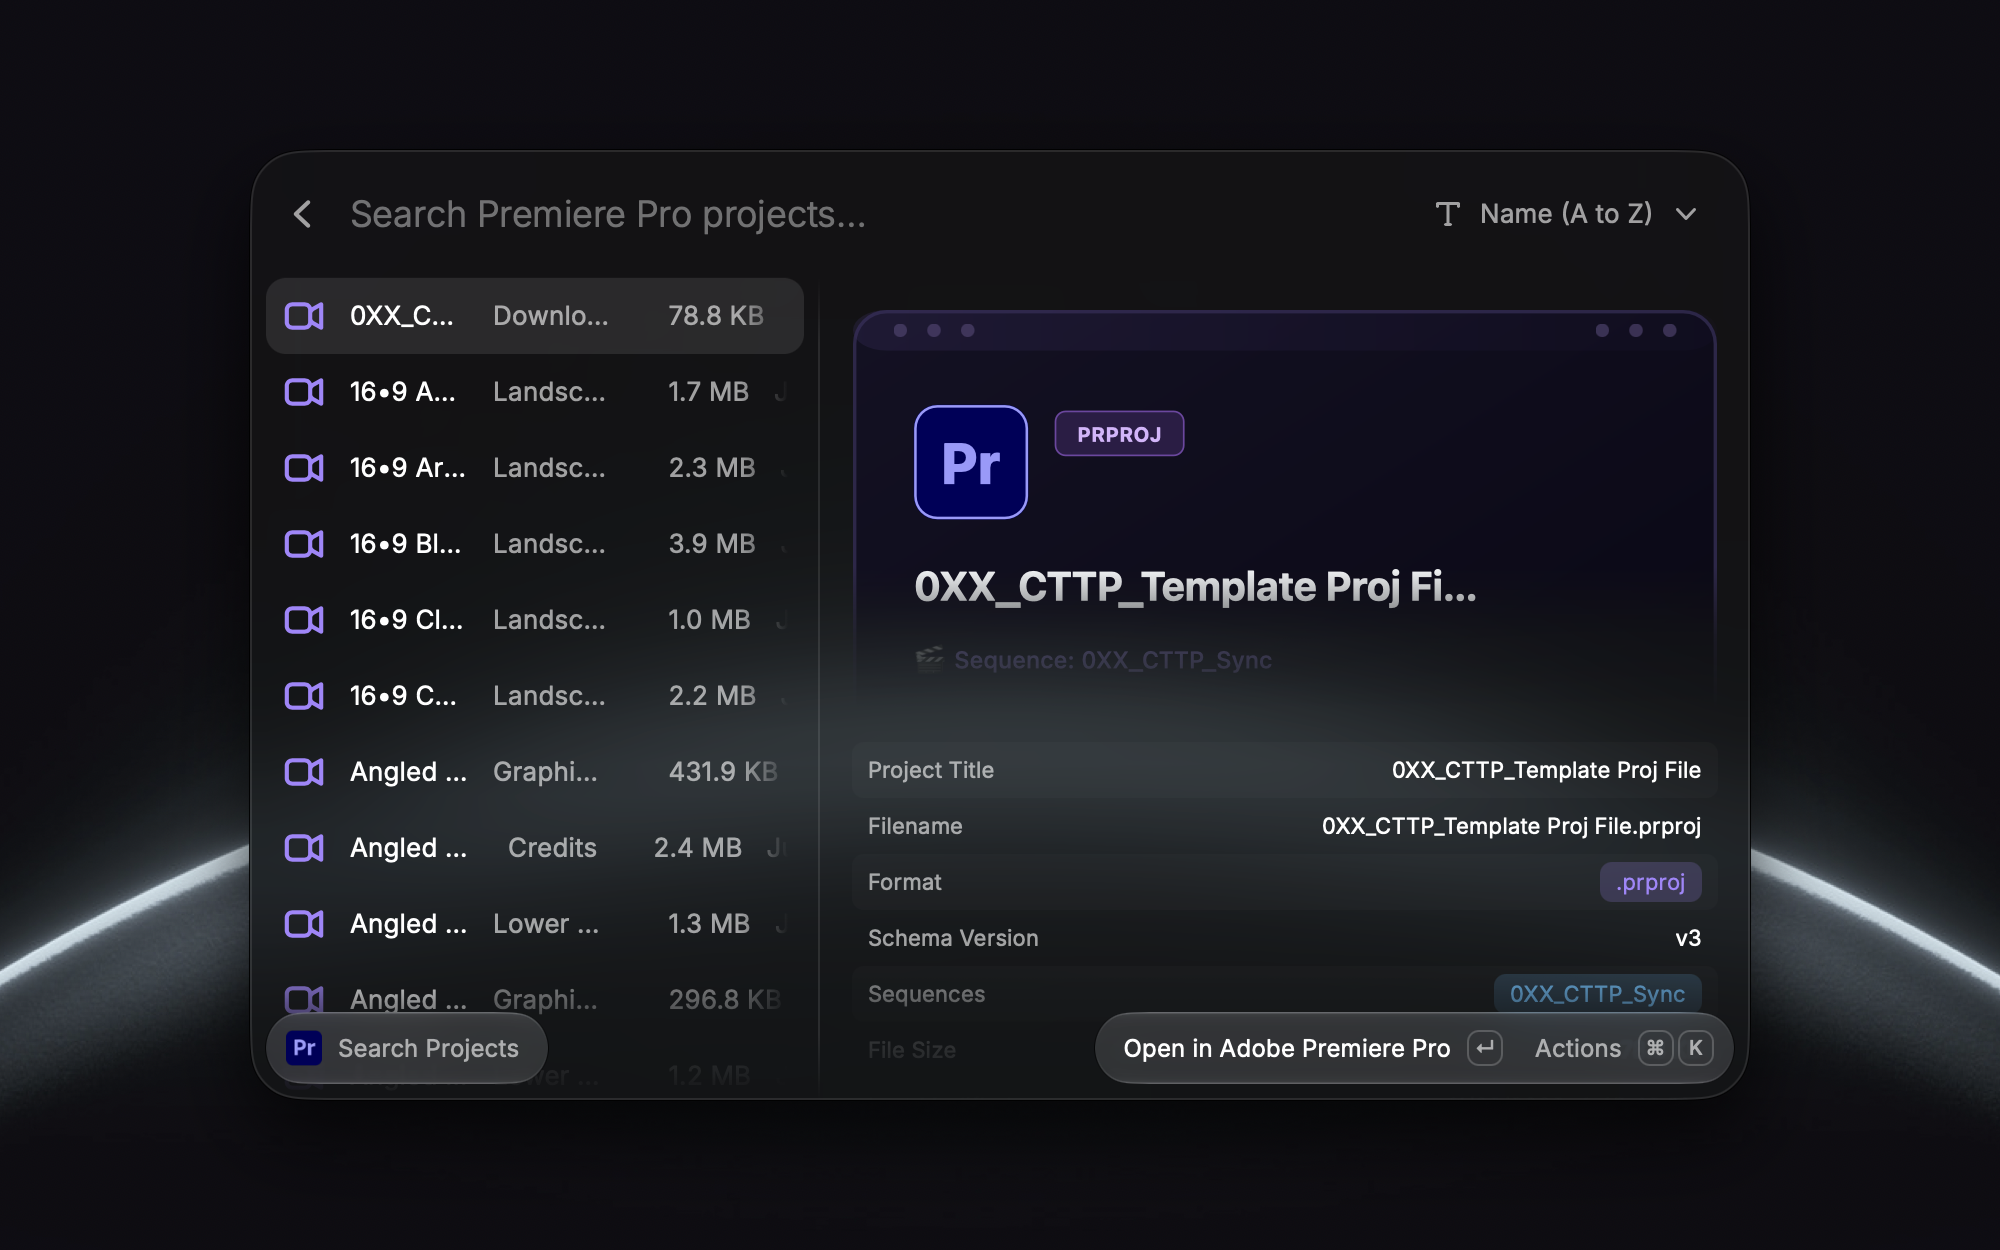 Search Premiere Pro projects...
Name (A to Z)
0XX_C... Downlo... 78.8 KB
16•9 A... Landsc... 1.7 MB
16•9 Ar... Landsc... 2.3 MB
16•9 Bl... Landsc... 3.9 MB
16•9 Cl... Landsc... 1.0 MB
16•9 C... Landsc... 2.2 MB
Angled ... Graphi... 431.9 KB
Angled ... Credits 2.4 MB
Angled ... Lower ... 1.3 MB
Angled ... Graphi... 296.8 KB
1.2 MB
Pr Search Projects
Pr
PRPROJ
0XX_CTTP_Template Proj Fi...
Sequence: 0XX_CTTP_Sync
Project Title 0XX_CTTP_Template Proj File
Filename 0XX_CTTP_Template Proj File.prproj
Format .prproj
Schema Version v3
Sequences 0XX_CTTP_Sync
File Size
Open in Adobe Premiere Pro ↵ Actions ⌘ K